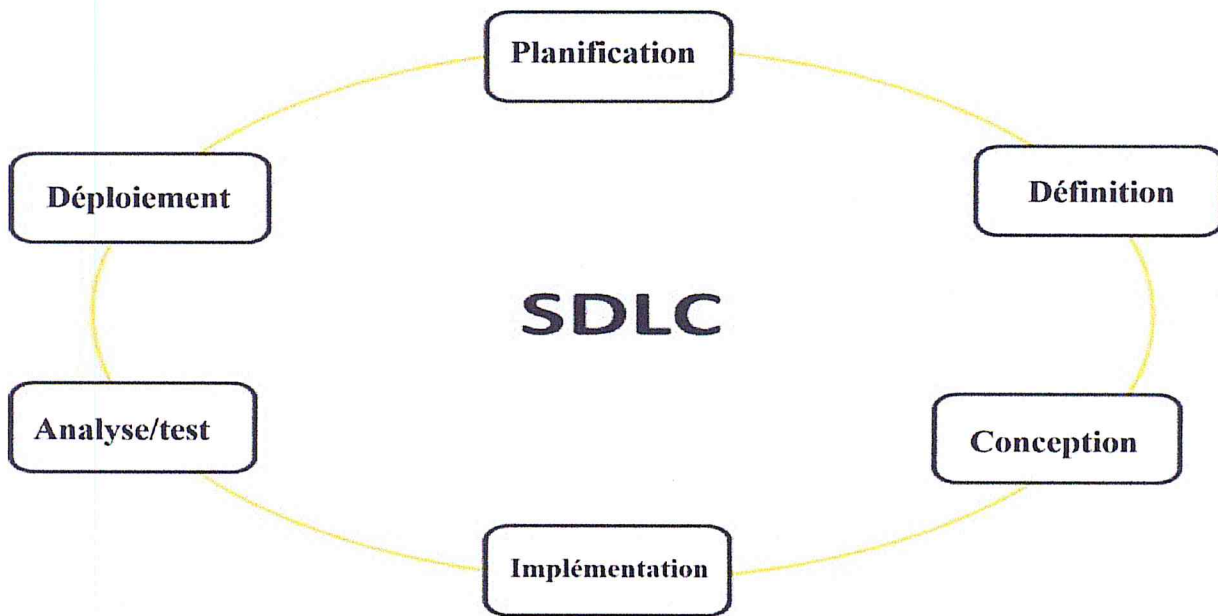 Planification
Déploiement
Définition
SDLC
Analyse/test
Conception
Implémentation